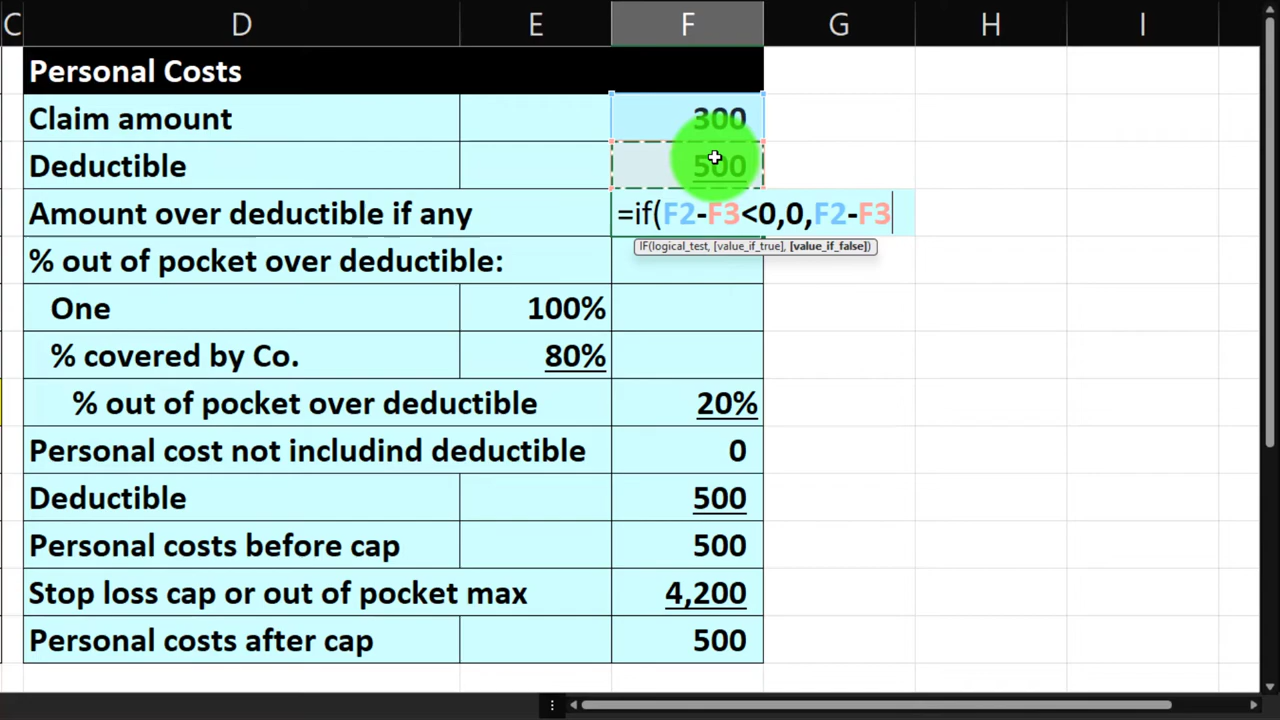 C D E F G H I
Personal Costs
Claim amount 300
Deductible 500
Amount over deductible if any =if(F2-F3<0,0,F2-F3
IF(logical_test, [value_if_true], [value_if_false])
% out of pocket over deductible:
One 100%
% covered by Co. 80%
% out of pocket over deductible 20%
Personal cost not includind deductible 0
Deductible 500
Personal costs before cap 500
Stop loss cap or out of pocket max 4,200
Personal costs after cap 500